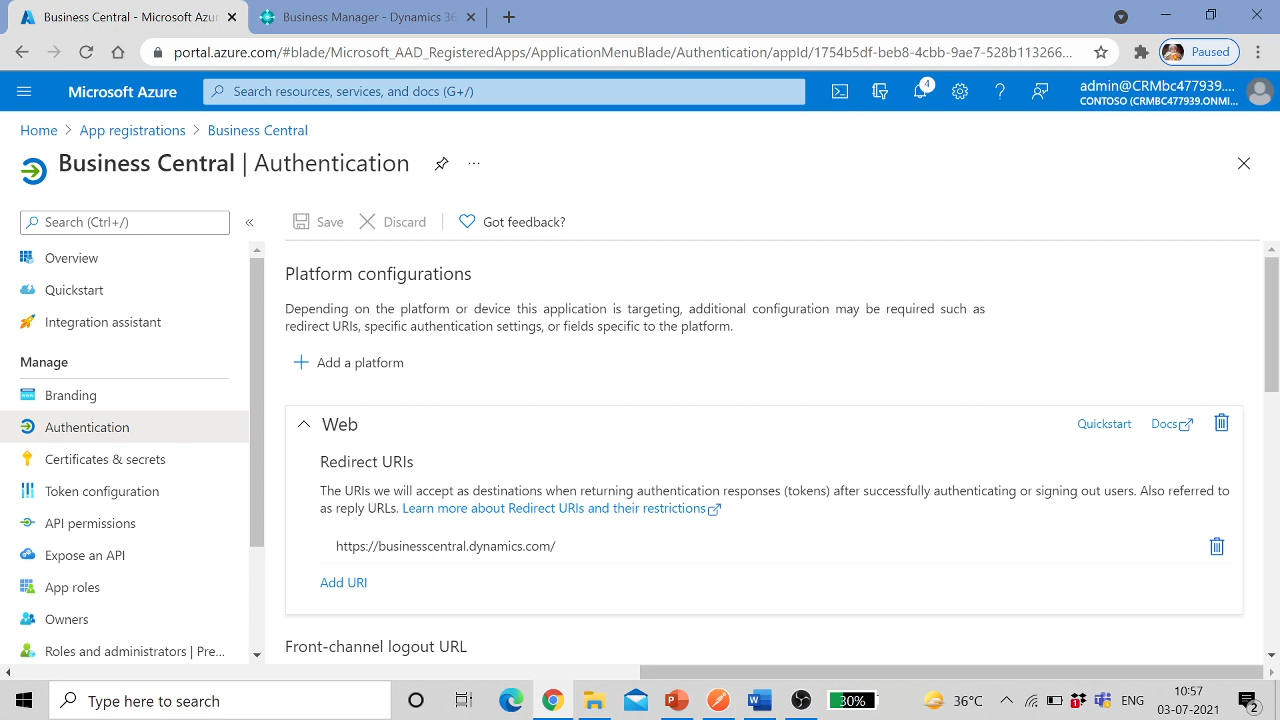 Business Central - Microsoft Azur
Business Manager - Dynamics 36
portal.azure.com/#blade/Microsoft_AAD_RegisteredApps/ApplicationMenuBlade/Authentication/appId/1754b5df-beb8-4cbb-9ae7-528b113266...
Paused
Microsoft Azure
Search resources, services, and docs (G+/)
4
admin@CRMbc477939....
CONTOSO (CRMBC477939.ONMI...
Home > App registrations > Business Central
Business Central | Authentication
Search (Ctrl+/)
Save
Discard
Got feedback?
Overview
Quickstart
Integration assistant
Manage
Branding
Authentication
Certificates & secrets
Token configuration
API permissions
Expose an API
App roles
Owners
Roles and administrators | Pre...
Platform configurations
Depending on the platform or device this application is targeting, additional configuration may be required such as
redirect URIs, specific authentication settings, or fields specific to the platform.
Add a platform
Web
Quickstart
Docs
Redirect URIs
The URIs we will accept as destinations when returning authentication responses (tokens) after successfully authenticating or signing out users. Also referred to
as reply URLs. Learn more about Redirect URIs and their restrictions
https://businesscentral.dynamics.com/
Add URI
Front-channel logout URL
Type here to search
30%
36°C
1
ENG
10:57
03-07-2021
2